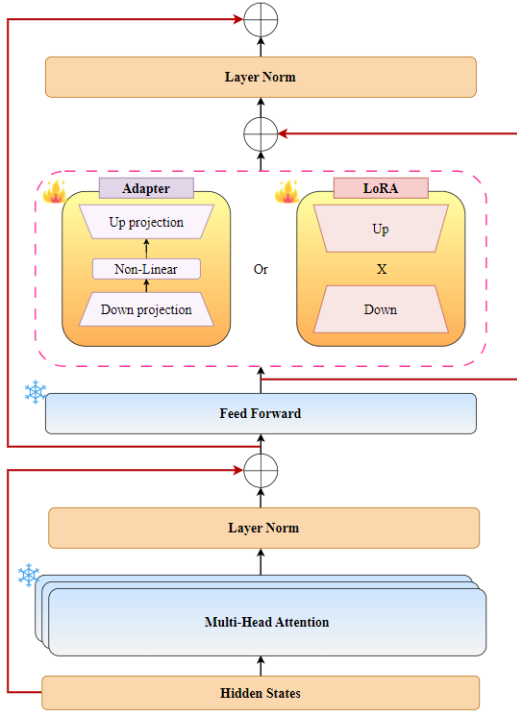 Layer Norm
Adapter
Up projection
Non-Linear
Down projection
Or
LoRA
Up
X
Down
Feed Forward
Layer Norm
Multi-Head Attention
Hidden States